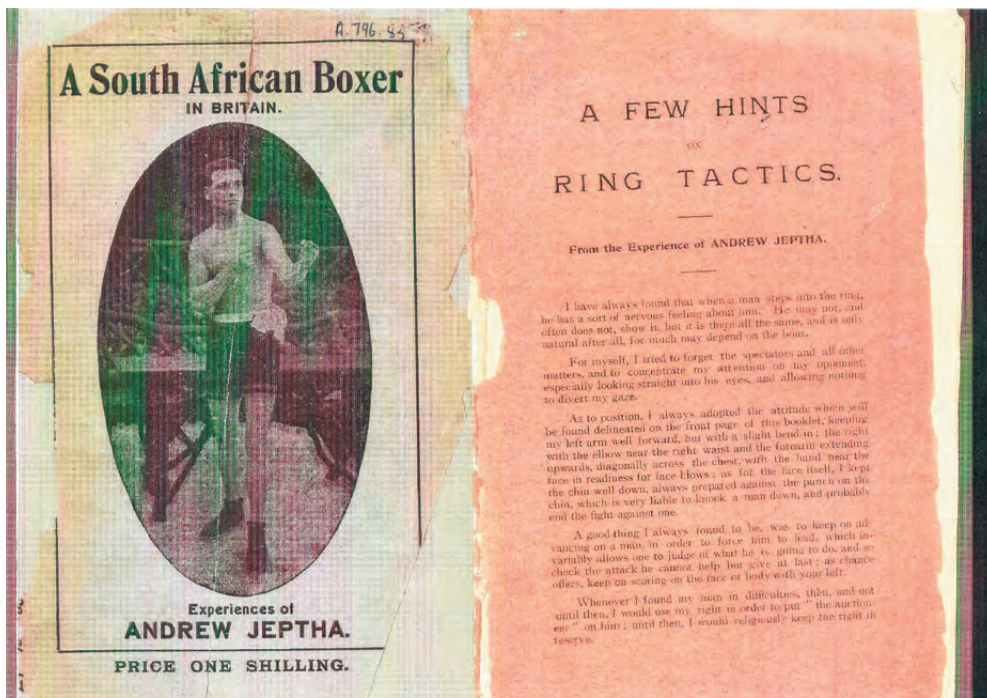 A.796.83
A South African Boxer
IN BRITAIN.
Experiences of
ANDREW JEPTHA.
PRICE ONE SHILLING.
A FEW HINTS
ON
RING TACTICS.
From the Experience of ANDREW JEPTHA.
I have always found that when a man steps into the ring,
he has a sort of nervous feeling about him. He may not, and
often does not, show it, but it is there all the same, and is only
natural after all, for much may depend on the bout.
For myself, I tried to forget the spectators and all other
matters, and to concentrate my attention on my opponent,
especially looking straight into his eyes, and allowing nothing
to divert my gaze.
As to position, I always adopted the attitude which will
be found delineated on the front page of this booklet, keeping
my left arm well forward, but with a slight bend in; the right
with the elbow near the right waist and the forearm extending
upwards, diagonally across the chest, with the hand near the
face in readiness for face blows; as for the face itself, I kept
the chin well down, always prepared against the punch on the
chin, which is very liable to knock a man down, and probably
end the fight against one.
A good thing I always found to be, was to keep on ad
vancing on a man, in order to force him to lead, which in-
variably allows one to judge of what he is going to do, and so
check the attack he cannot help but give at last; as chance
offers, keep on scoring on the face or body with your left.
Whenever I found my man in difficulties, then, and not
until then, I would use my right in order to put "the auction-
eer" on him; until then, I would religiously keep the right in
reserve.